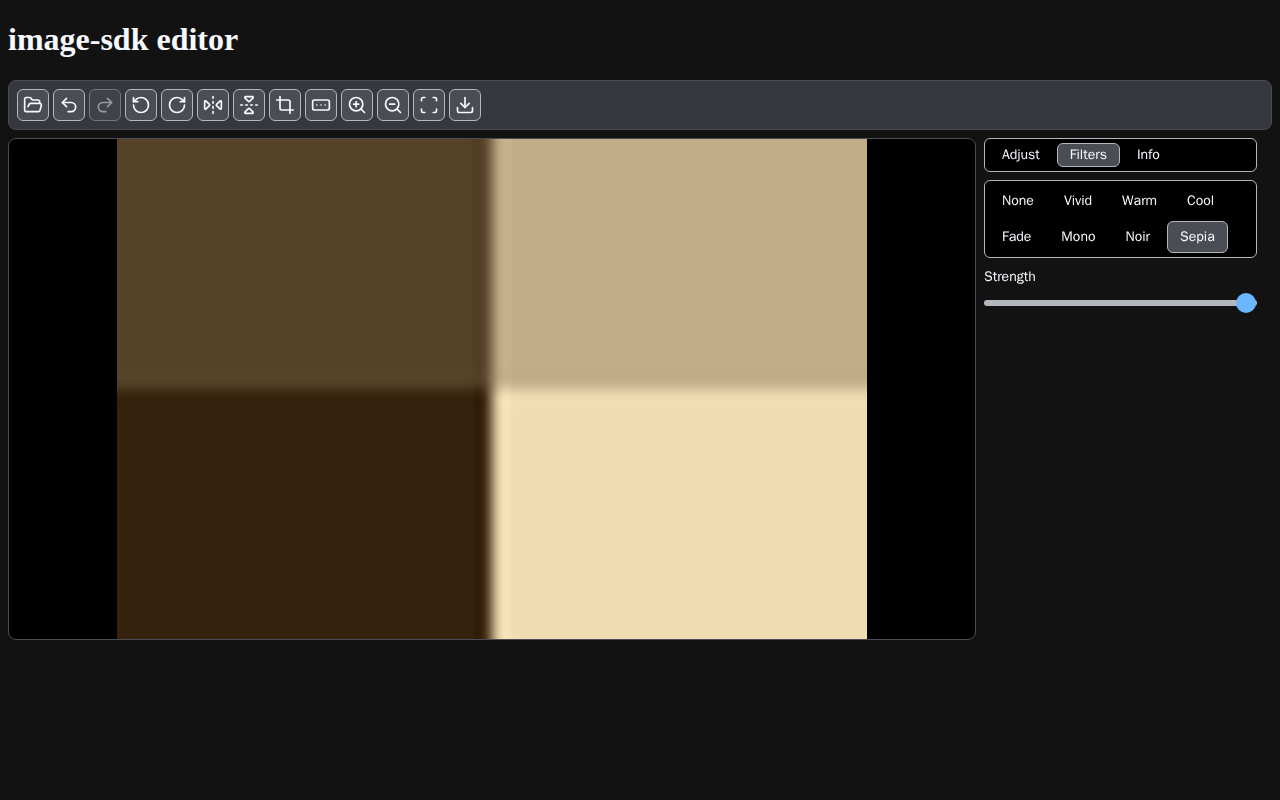 image-sdk editor
Adjust Filters Info
None Vivid Warm Cool
Fade Mono Noir Sepia
Strength